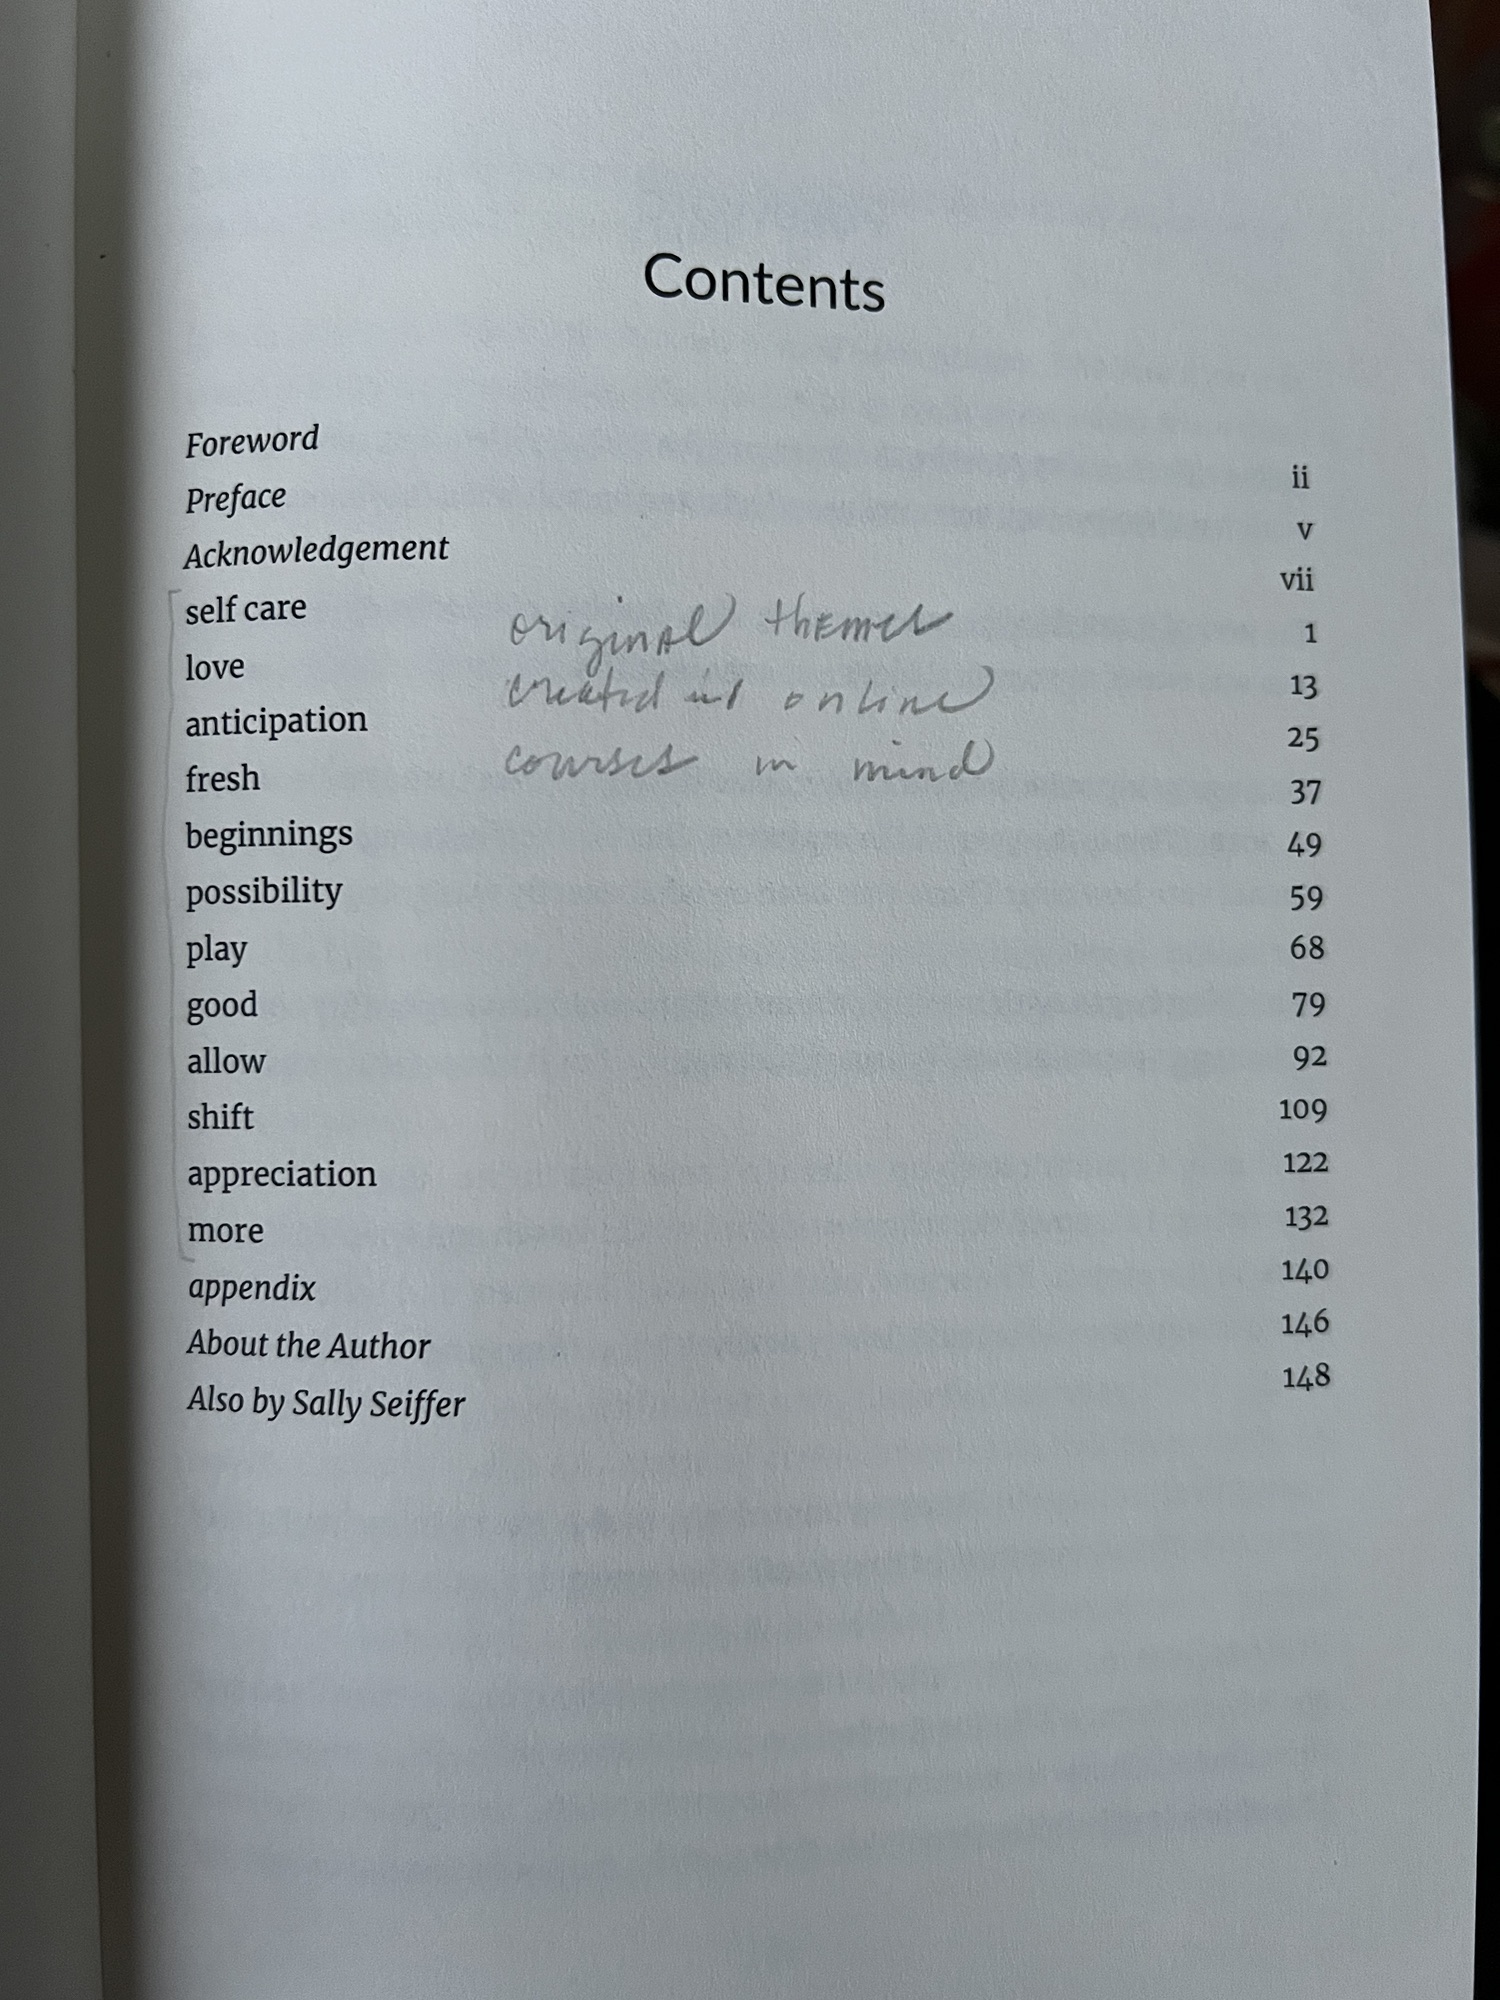 Contents
Foreword ii
Preface v
Acknowledgement vii
self care 1
love 13
anticipation 25
fresh 37
beginnings 49
possibility 59
play 68
good 79
allow 92
shift 109
appreciation 122
more 132
appendix 140
About the Author 146
Also by Sally Seiffer 148
original themes
created online
courses in mind